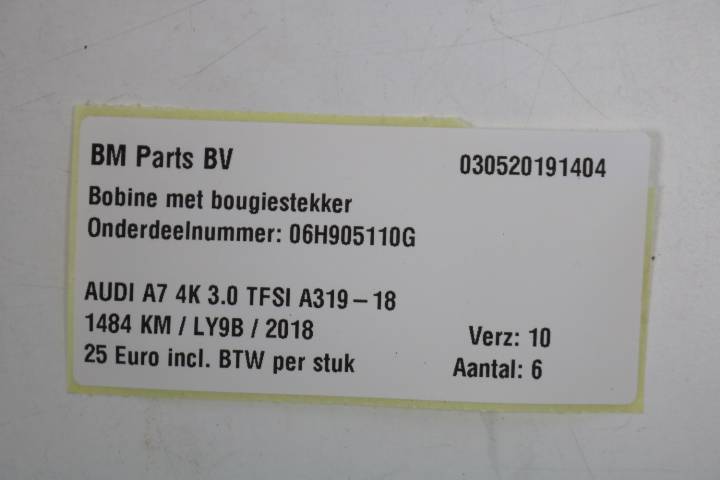 BM Parts BV 030520191404
Bobine met bougiestekker
Onderdeelnummer: 06H905110G
AUDI A7 4K 3.0 TFSI A319-18
1484 KM / LY9B / 2018 Verz: 10
25 Euro incl. BTW per stuk Aantal: 6